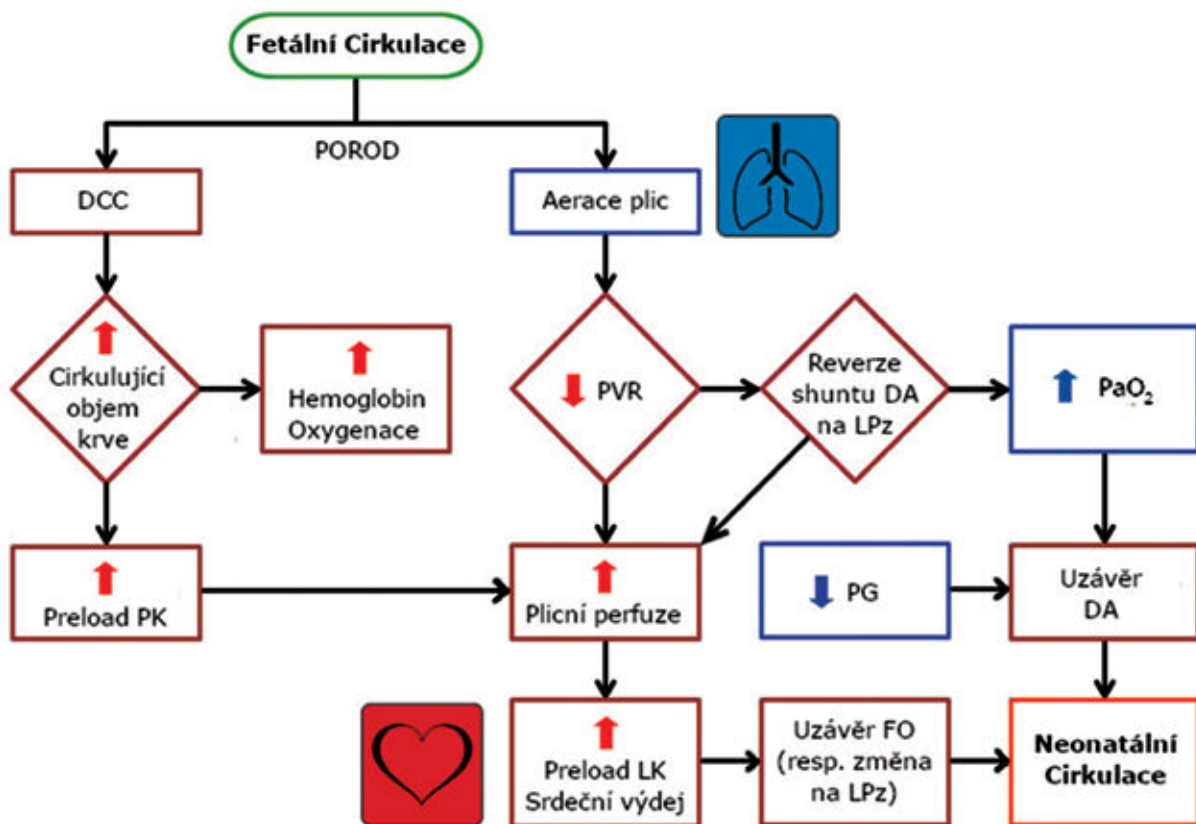 Fetální Cirkulace
POROD
DCC
Aerace plic
Cirkulující
objem
krve
Hemoglobin
Oxygenace
PVR
Reverze
shuntu DA
na LPz
PaO₂
Preload PK
Plicní perfuze
PG
Uzávěr
DA
Preload LK
Srdeční výdej
Uzávěr FO
(resp. změna
na LPz)
Neonatální
Cirkulace